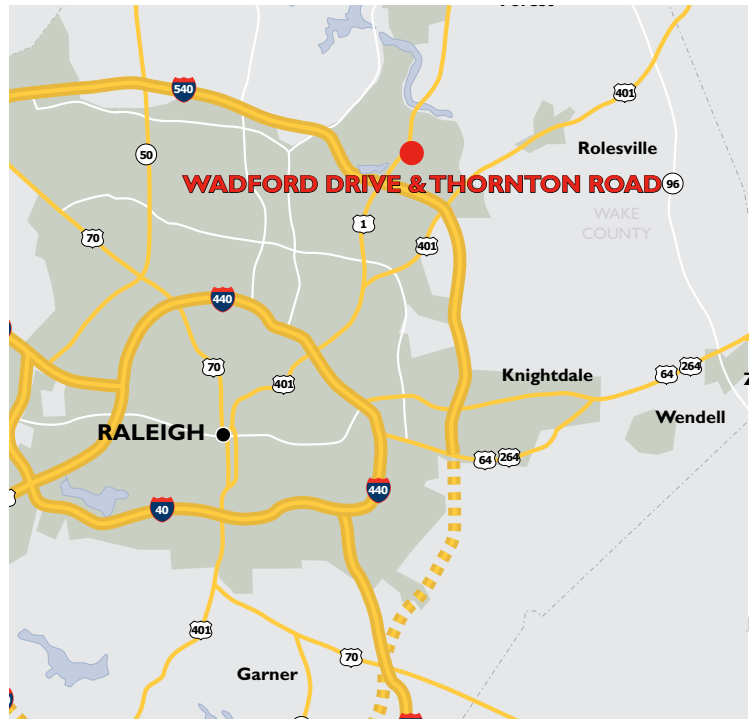 540
401
50
Rolesville
WADFORD DRIVE & THORNTON ROAD
96
1
WAKE
COUNTY
70
401
440
70
401
Knightdale
64
264
Wendell
RALEIGH
64
264
440
40
401
70
Garner